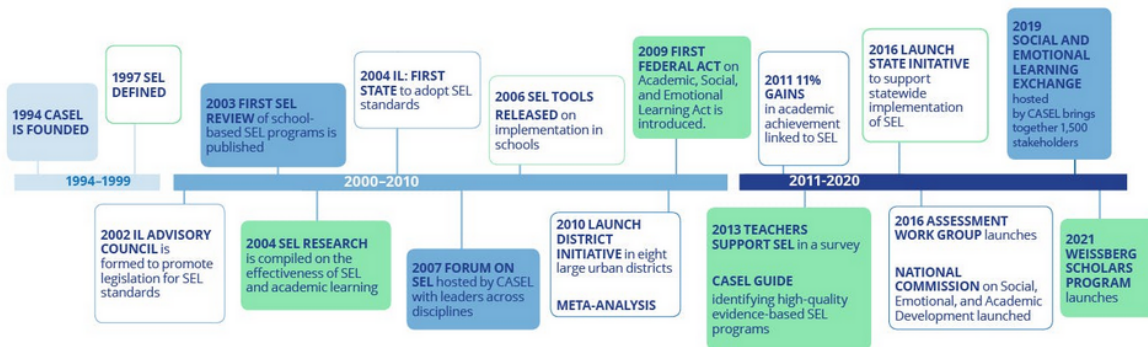 1994 CASEL
IS FOUNDED
1997 SEL
DEFINED
2003 FIRST SEL
REVIEW of school-
based SEL programs is
published
2004 IL: FIRST
STATE to adopt SEL
standards
2006 SEL TOOLS
RELEASED on
implementation in
schools
2009 FIRST
FEDERAL ACT on
Academic, Social,
and Emotional
Learning Act is
introduced.
2011 11%
GAINS
in academic
achievement
linked to SEL
2016 LAUNCH
STATE INITATIVE
to support
statewide
implementation
of SEL
2019
SOCIAL AND
EMOTIONAL
LEARNING
EXCHANGE
hosted
by CASEL brings
together 1,500
stakeholders
1994–1999
2000–2010
2011-2020
2002 IL ADVISORY
COUNCIL is
formed to promote
legislation for SEL
standards
2004 SEL RESEARCH
is compiled on the
effectiveness of SEL
and academic learning
2007 FORUM ON
SEL hosted by CASEL
with leaders across
disciplines
2010 LAUNCH
DISTRICT
INITIATIVE in eight
large urban districts
META-ANALYSIS
2013 TEACHERS
SUPPORT SEL in a survey
CASEL GUIDE
identifying high-quality
evidence-based SEL
programs
2016 ASSESSMENT
WORK GROUP launches
NATIONAL
COMMISSION on Social,
Emotional, and Academic
Development launched
2021
WEISSBERG
SCHOLARS
PROGRAM
launches